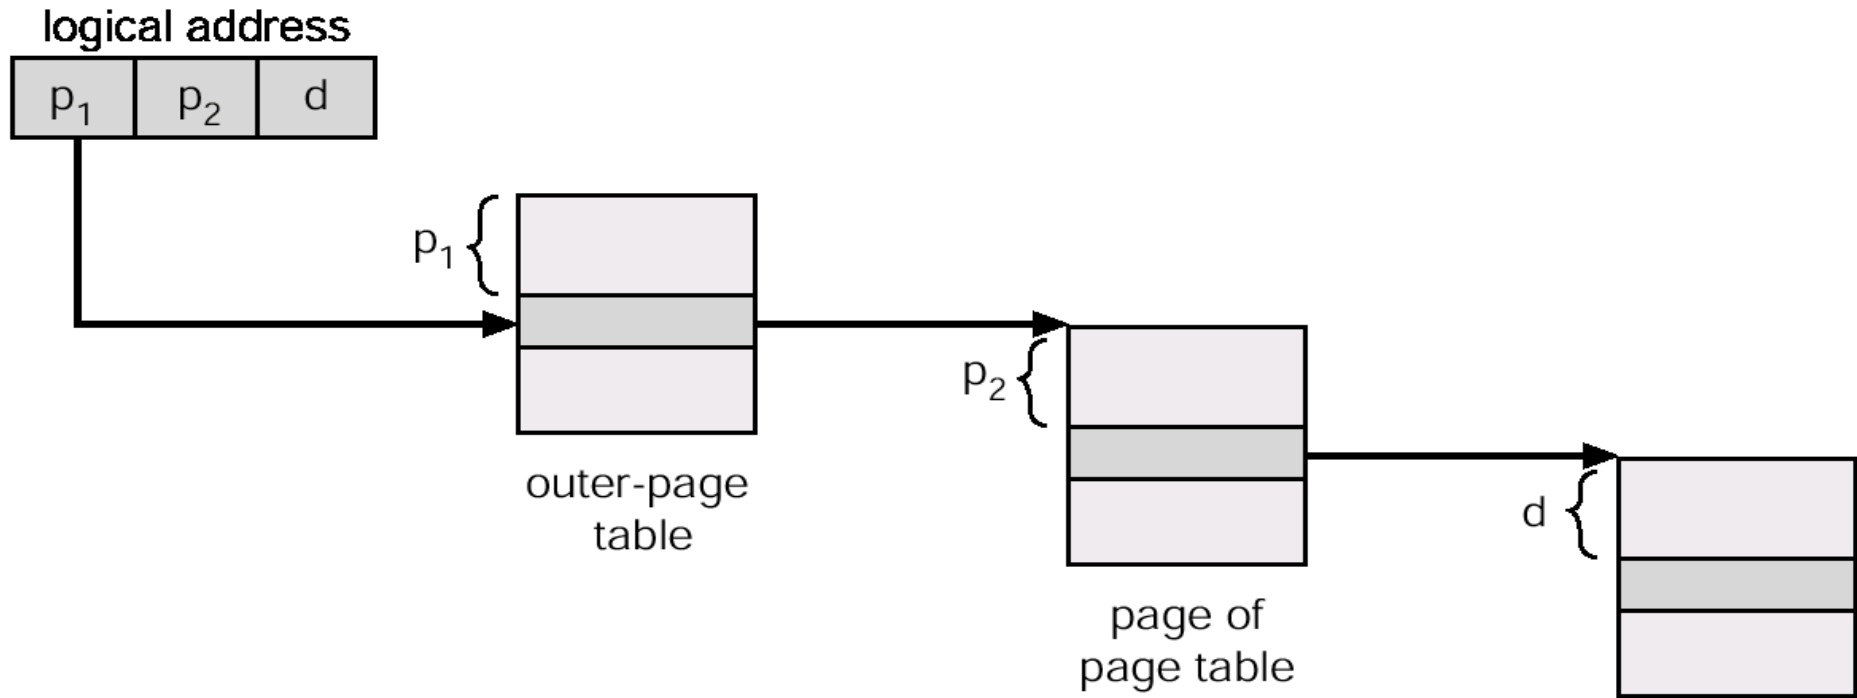 logical address
p₁ p₂ d
p₁
outer-page
table
p₂
page of
page table
d